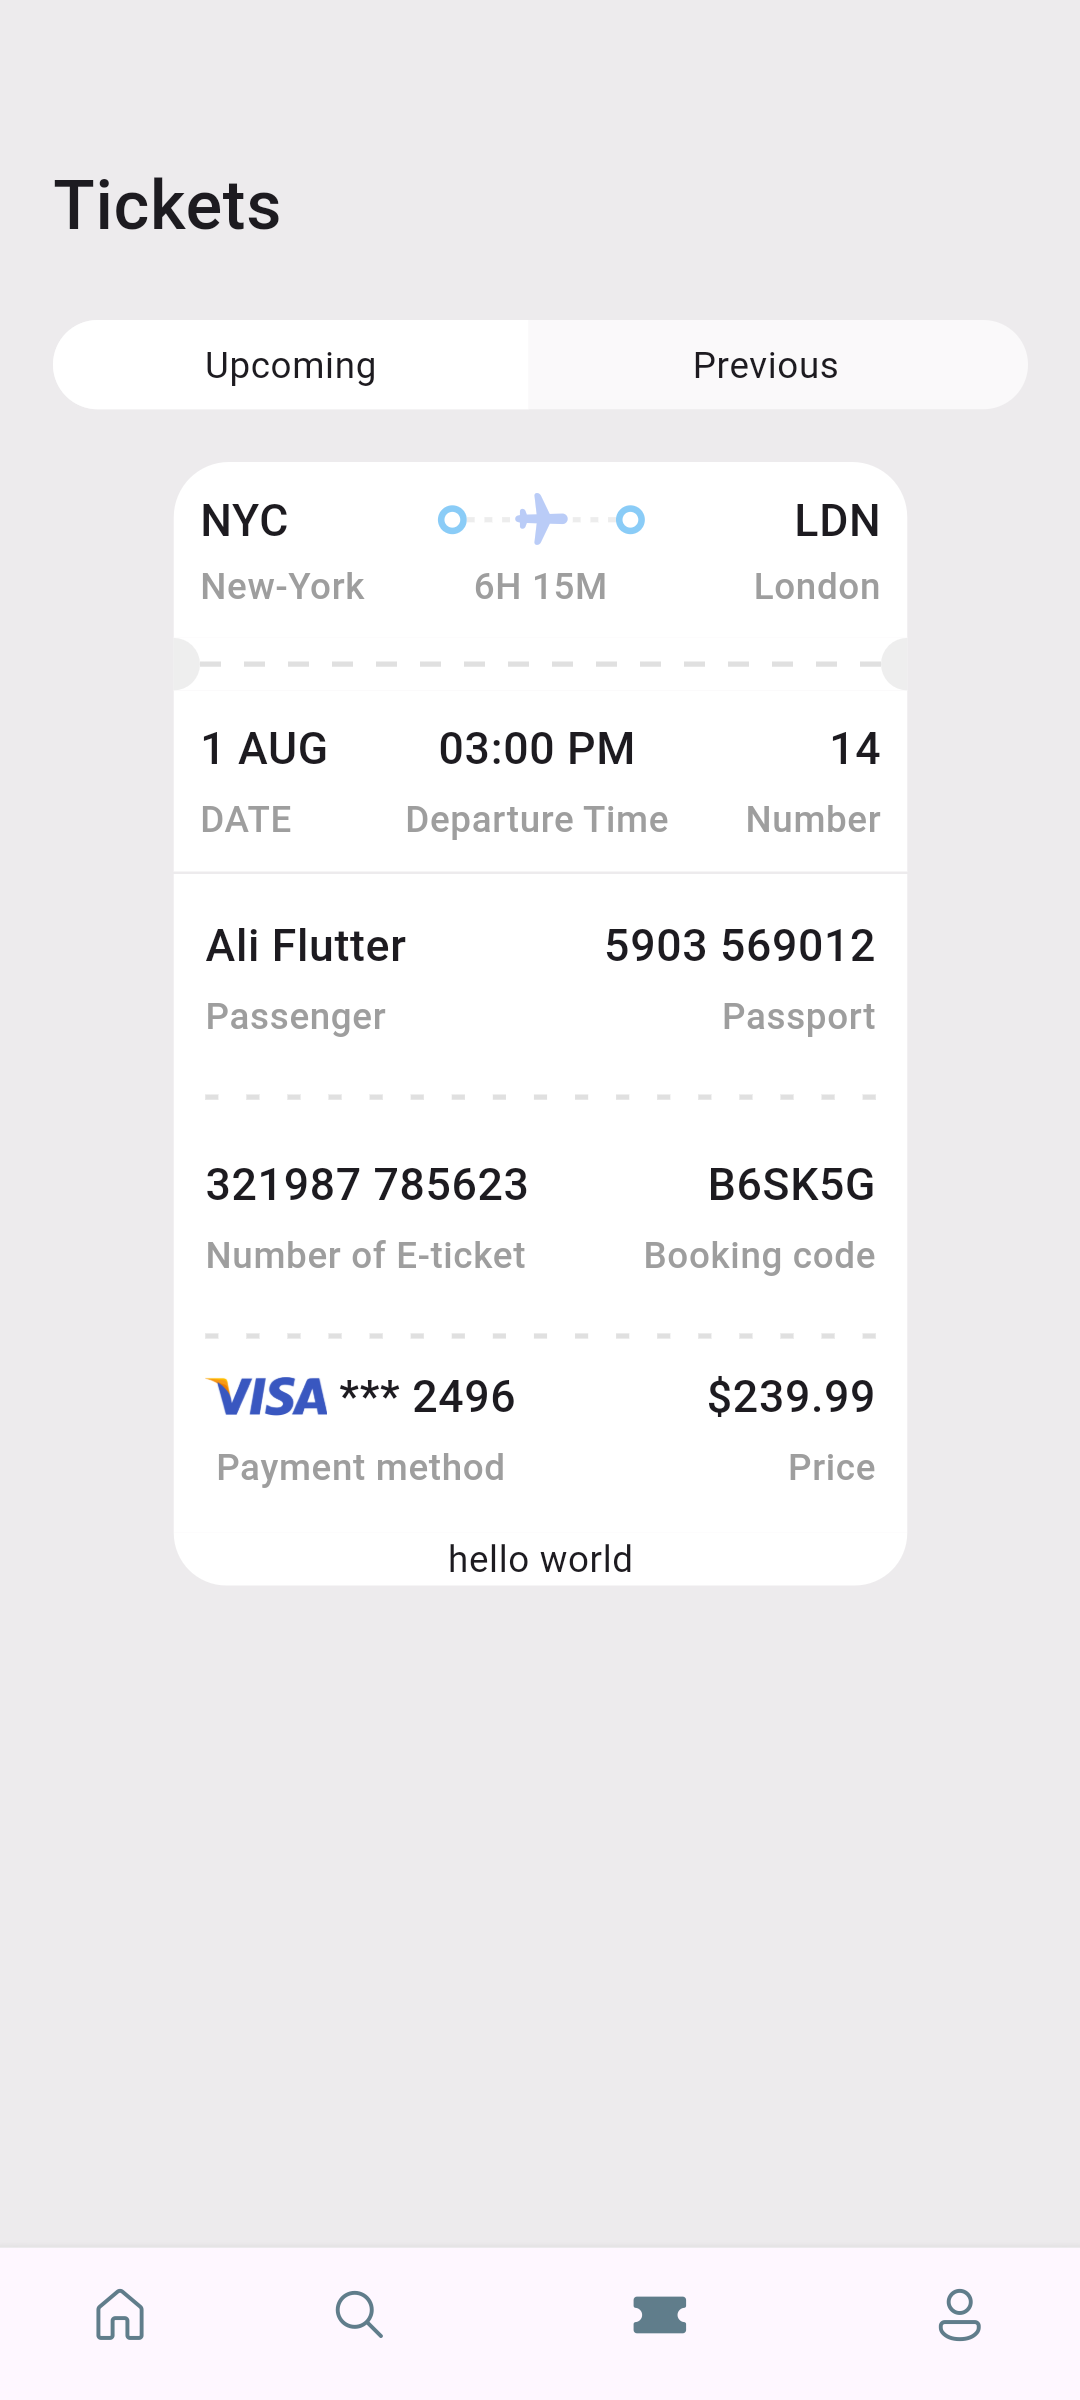 Tickets
Upcoming Previous
NYC LDN
New-York 6H 15M London
1 AUG 03:00 PM 14
DATE Departure Time Number
Ali Flutter 5903 569012
Passenger Passport
321987 785623 B6SK5G
Number of E-ticket Booking code
VISA *** 2496 $239.99
Payment method Price
hello world